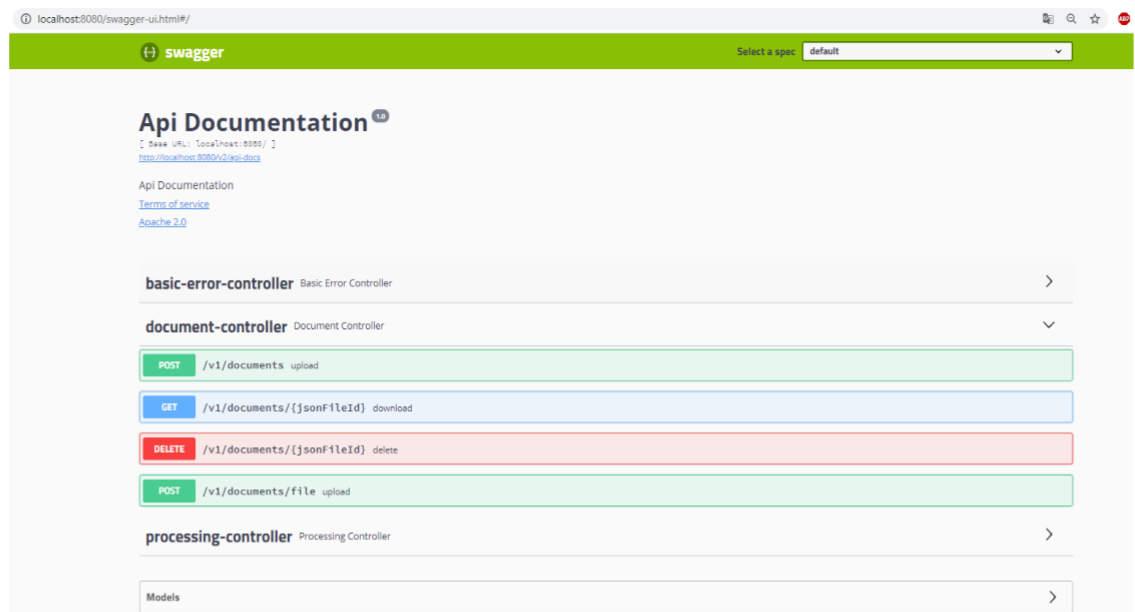 localhost:8080/swagger-ui.html#/
ABP
{-} swagger
Select a spec default
Api Documentation 1.0
[ Base URL: localhost:8080/ ]
http://localhost:8080/v2/api-docs
Api Documentation
Terms of service
Apache 2.0
basic-error-controller Basic Error Controller
document-controller Document Controller
POST /v1/documents upload
GET /v1/documents/{jsonFileId} download
DELETE /v1/documents/{jsonFileId} delete
POST /v1/documents/file upload
processing-controller Processing Controller
Models